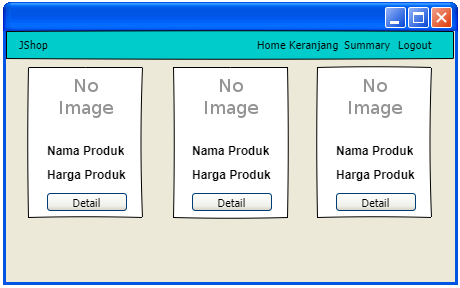 JShop Home Keranjang Summary Logout
No Image No Image No Image
Nama Produk Nama Produk Nama Produk
Harga Produk Harga Produk Harga Produk
Detail Detail Detail